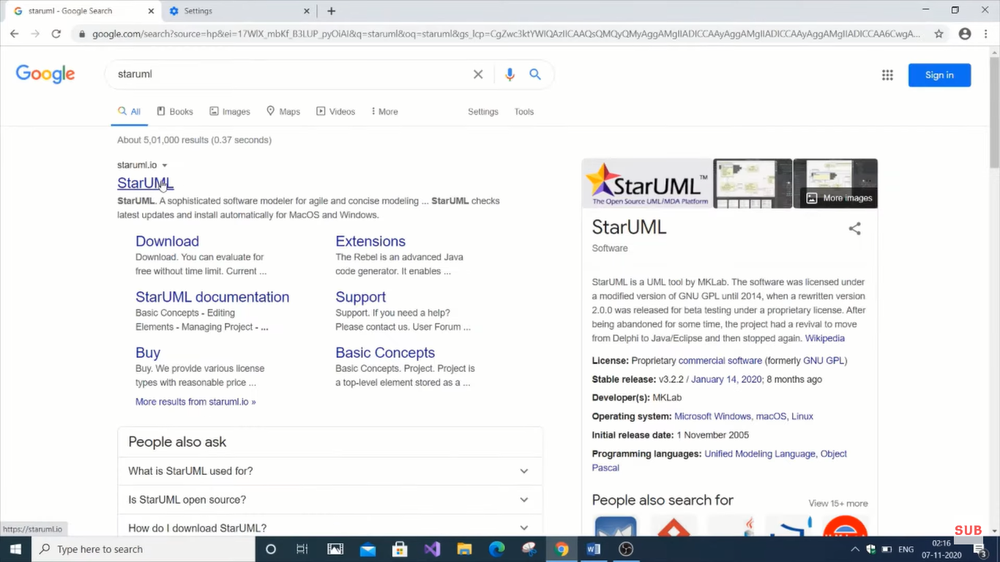 staruml - Google Search
Settings
google.com/search?source=hp&ei=17WlX_mbKf_B3LUP_pyOiAI&q=staruml&oq=staruml&gs_lcp=CgZwc3ktYWIQAzIICAAQsQMQyQMyAggAMgIIADICCAAyAggAMgIIADICCAAyAggAMgIIADICCAA6CwgA...
Google
staruml
Sign in
All
Books
Images
Maps
Videos
More
Settings
Tools
About 5,01,000 results (0.37 seconds)
staruml.io
StarUML
StarUML. A sophisticated software modeler for agile and concise modeling ... StarUML checks
latest updates and install automatically for MacOS and Windows.
Download
Download. You can evaluate for
free without time limit. Current ...
Extensions
The Rebel is an advanced Java
code generator. It enables ...
StarUML documentation
Basic Concepts - Editing
Elements - Managing Project - ...
Support
Support. If you need a help?
Please contact us. User Forum ...
Buy
Buy. We provide various license
types with reasonable price ...
Basic Concepts
Basic Concepts. Project. Project is
a top-level element stored as a ...
More results from staruml.io »
People also ask
What is StarUML used for?
Is StarUML open source?
How do I download StarUML?
StarUML™
The Open Source UML/MDA Platform
More images
StarUML
Software
StarUML is a UML tool by MKLab. The software was licensed under
a modified version of GNU GPL until 2014, when a rewritten version
2.0.0 was released for beta testing under a proprietary license. After
being abandoned for some time, the project had a revival to move
from Delphi to Java/Eclipse and then stopped again. Wikipedia
License: Proprietary commercial software (formerly GNU GPL)
Stable release: v3.2.2 / January 14, 2020; 8 months ago
Developer(s): MKLab
Operating system: Microsoft Windows, macOS, Linux
Initial release date: 1 November 2005
Programming languages: Unified Modeling Language, Object
Pascal
People also search for
View 15+ more
https://staruml.io
SUB
Type here to search
ENG
02:16
07-11-2020
3